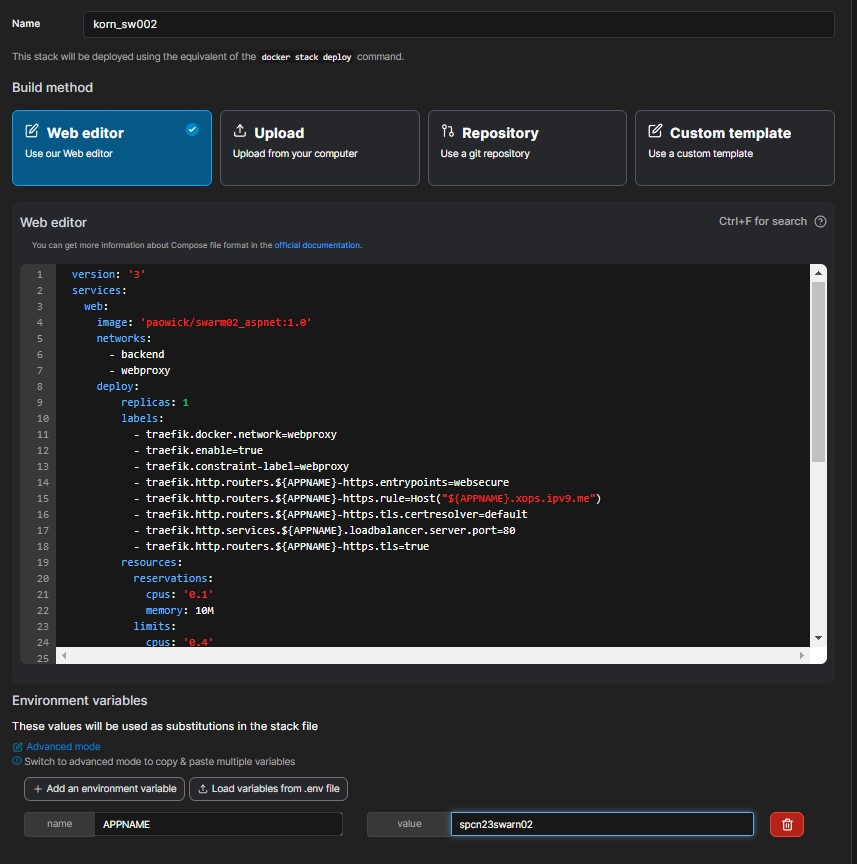 Name korn_sw002
This stack will be deployed using the equivalent of the docker stack deploy command.
Build method
Web editor
Use our Web editor
Upload
Upload from your computer
Repository
Use a git repository
Custom template
Use a custom template
Web editor Ctrl+F for search
You can get more information about Compose file format in the official documentation.
1 version: '3'
2 services:
3 web:
4 image: 'paowick/swarm02_aspnet:1.0'
5 networks:
6 - backend
7 - webproxy
8 deploy:
9 replicas: 1
10 labels:
11 - traefik.docker.network=webproxy
12 - traefik.enable=true
13 - traefik.constraint-label=webproxy
14 - traefik.http.routers.${APPNAME}-https.entrypoints=websecure
15 - traefik.http.routers.${APPNAME}-https.rule=Host("${APPNAME}.xops.ipv9.me")
16 - traefik.http.routers.${APPNAME}-https.tls.certresolver=default
17 - traefik.http.services.${APPNAME}.loadbalancer.server.port=80
18 - traefik.http.routers.${APPNAME}-https.tls=true
19 resources:
20 reservations:
21 cpus: '0.1'
22 memory: 10M
23 limits:
24 cpus: '0.4'
25
Environment variables
These values will be used as substitutions in the stack file
Advanced mode
Switch to advanced mode to copy & paste multiple variables
+ Add an environment variable Load variables from .env file
name APPNAME value spcn23swarn02